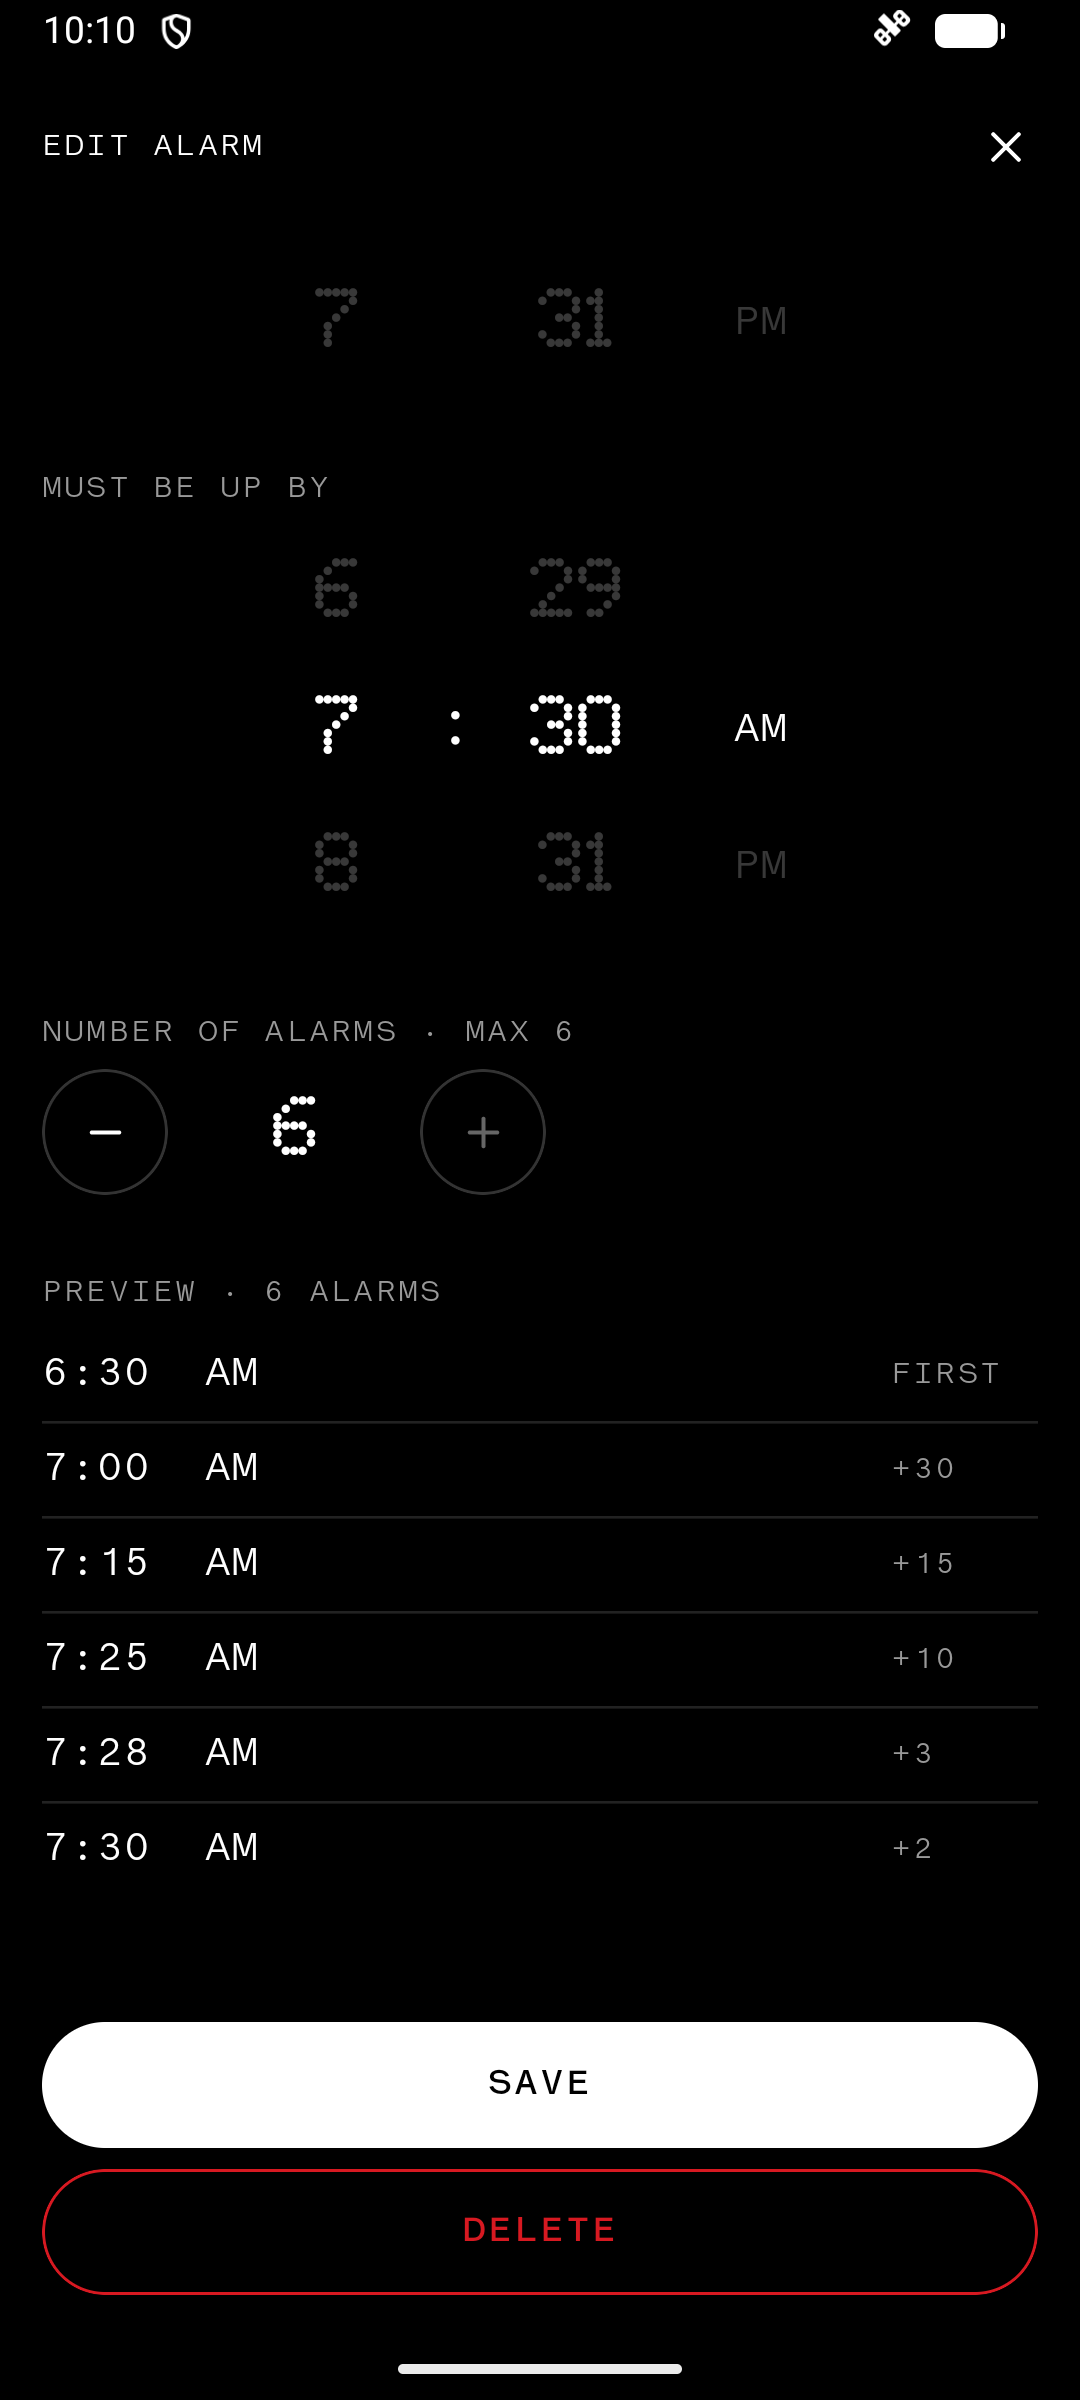 10:10
EDIT ALARM
7 31 PM
MUST BE UP BY
6 29
7 : 30 AM
8 31 PM
NUMBER OF ALARMS · MAX 6
6
PREVIEW · 6 ALARMS
6:30 AM FIRST
7:00 AM +30
7:15 AM +15
7:25 AM +10
7:28 AM +3
7:30 AM +2
SAVE
DELETE